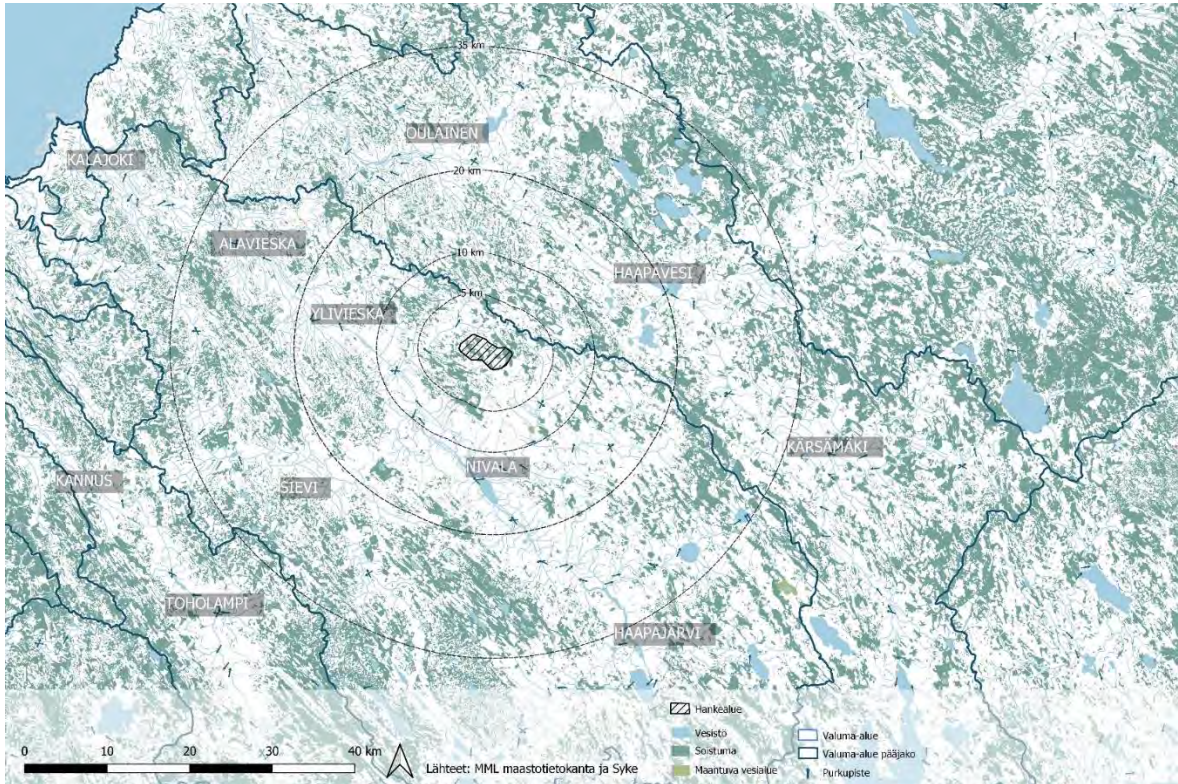 35 km
OULAINEN
KALAJOKI
20 km
ALAVIESKA
10 km
HAAPAVESI
5 km
YLIVIESKA
KÄRSÄMÄKI
NIVALA
KANNUS
SIEVI
TOHOLAMPI
HAAPAJÄRVI
Hankealue
Vesistö
Soistuma
Maantuva vesialue
Valuma-alue
Valuma-alue pääjako
Purkupiste
0 10 20 30 40 km
Lähteet: MML maastotietokanta ja Syke